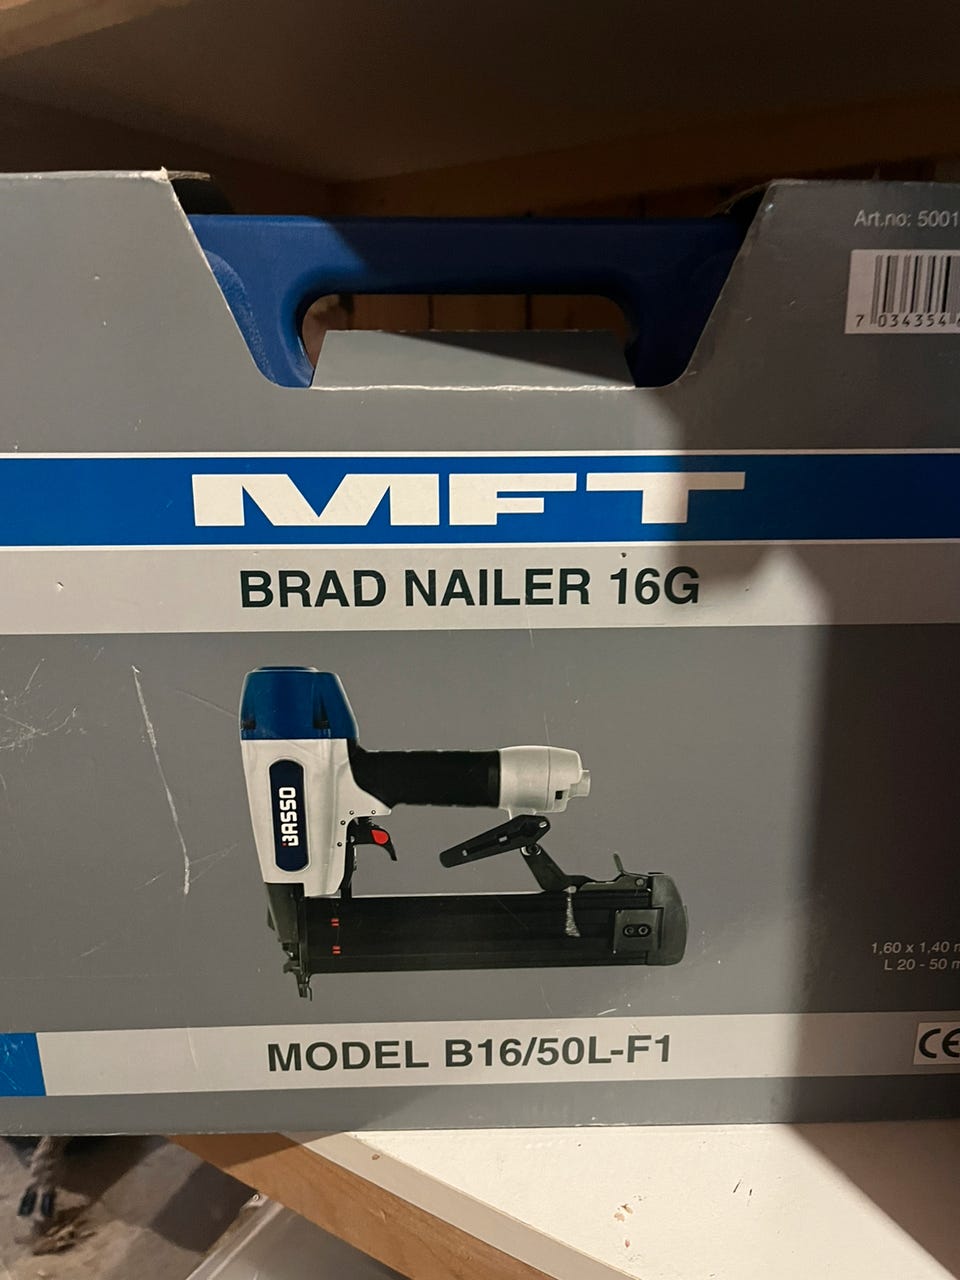 Art.no: 5001
7 034354
MFT
BRAD NAILER 16G
BASSO
1,60 x 1,40
L 20 - 50
MODEL B16/50L-F1
CE